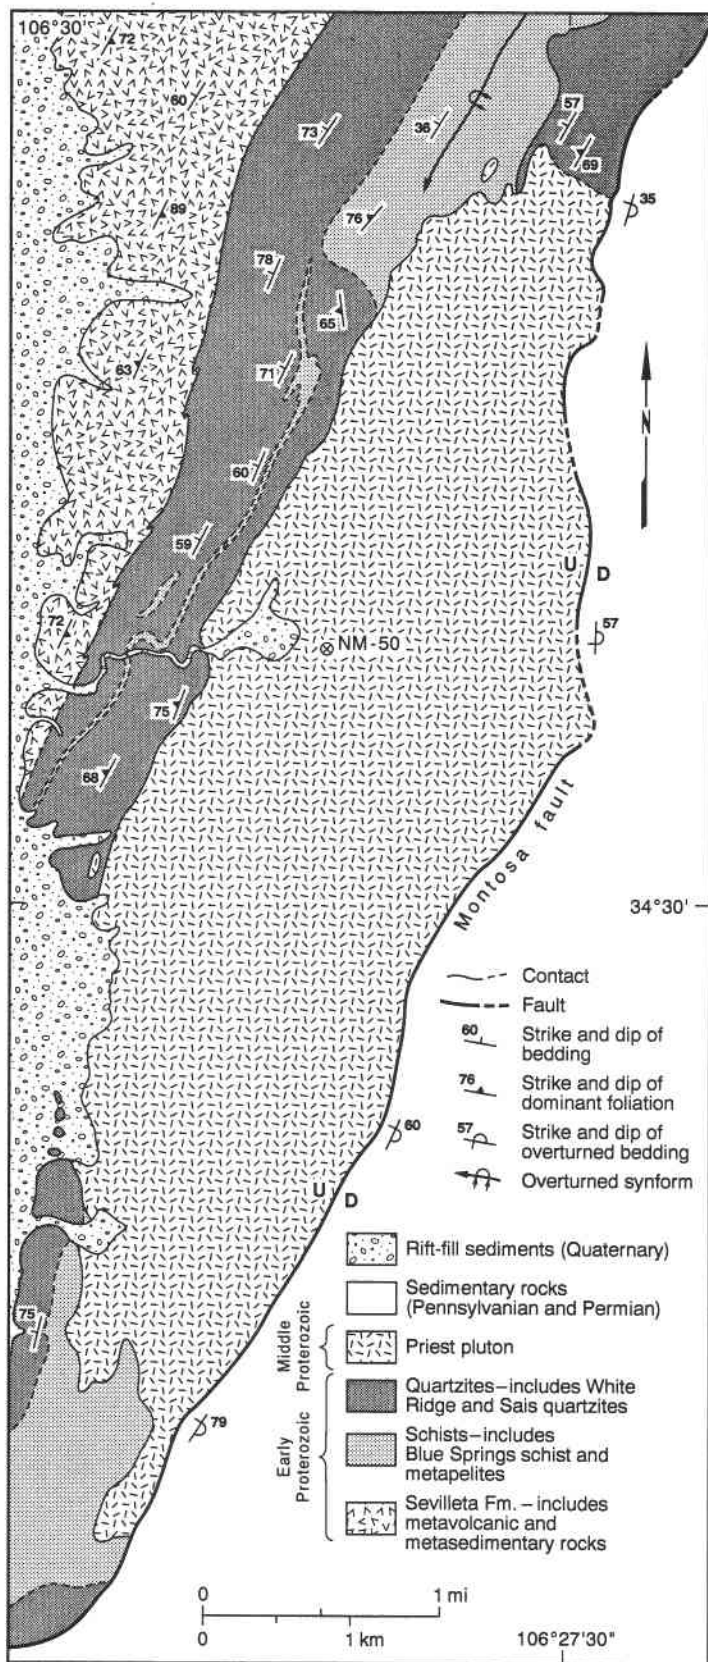 106°30'
72
60
73
36
57
69
35
89
76
78
65
63
71
60
59
N
U
D
72
NM-50
57
75
68
Montosa fault
34°30'
Contact
Fault
60
Strike and dip of
bedding
76
Strike and dip of
dominant foliation
57
Strike and dip of
overturned bedding
Overturned synform
60
U
D
75
79
Rift-fill sediments (Quaternary)
Sedimentary rocks
(Pennsylvanian and Permian)
Middle
Proterozoic
Priest pluton
Early
Proterozoic
Quartzites–includes White
Ridge and Sais quartzites
Schists–includes
Blue Springs schist and
metapelites
Sevilleta Fm.–includes
metavolcanic and
metasedimentary rocks
0
1 mi
0
1 km
106°27'30"